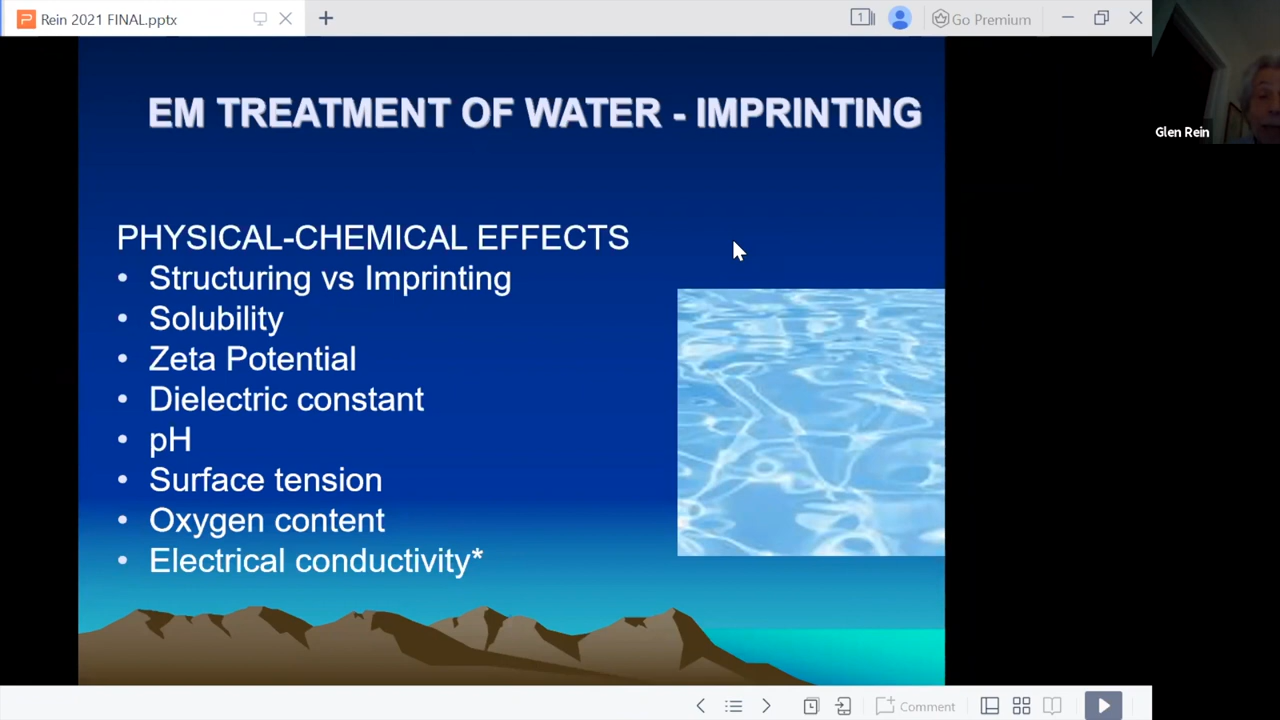 Rein 2021 FINAL.pptx
1
Go Premium
Glen Rein
EM TREATMENT OF WATER - IMPRINTING
PHYSICAL-CHEMICAL EFFECTS
• Structuring vs Imprinting
• Solubility
• Zeta Potential
• Dielectric constant
• pH
• Surface tension
• Oxygen content
• Electrical conductivity*
Comment